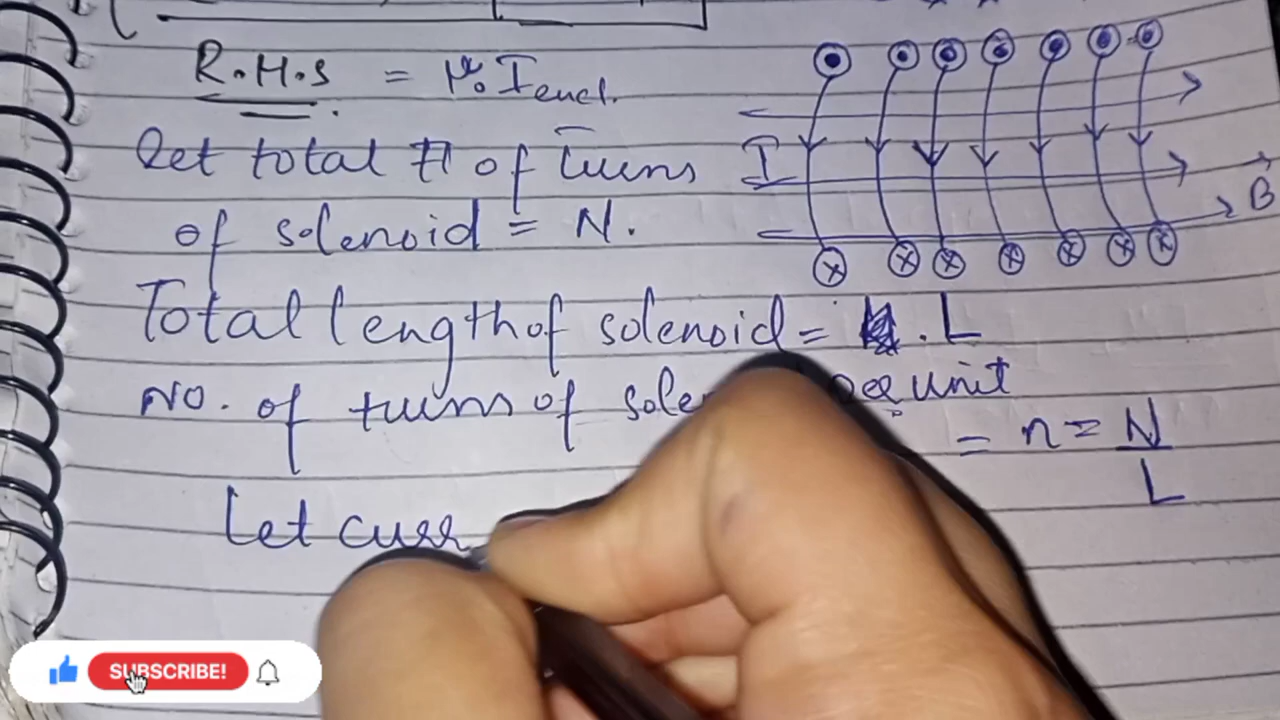 R.H.S = μ₀ I encl.
Let total # of turns
of solenoid = N.
Total length of solenoid = . L
No. of turns of sole per unit
= n = N/L
Let curr
I
B
SUBSCRIBE!